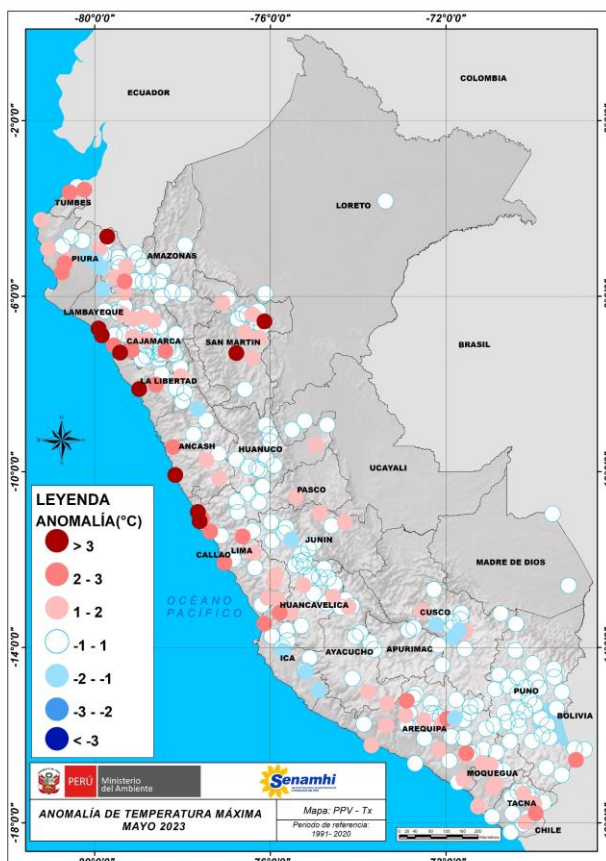 -80°0'0" -76°0'0" -72°0'0"
COLOMBIA
ECUADOR
-2°0'0"
TUMBES
LORETO
PIURA
AMAZONAS
-6°0'0"
LAMBAYEQUE
BRASIL
CAJAMARCA
SAN MARTIN
LA LIBERTAD
ANCASH
HUANUCO
-10°0'0"
UCAYALI
PASCO
LEYENDA
ANOMALÍA(°C)
> 3
2 - 3
1 - 2
-1 - 1
-2 - -1
-3 - -2
< -3
JUNIN
MADRE DE DIOS
CALLAO
LIMA
OCÉANO
PACÍFICO
HUANCAVELICA
CUSCO
-14°0'0"
ICA
AYACUCHO
APURIMAC
PUNO
BOLIVIA
AREQUIPA
MOQUEGUA
TACNA
CHILE
-18°0'0"
PERÚ
Ministerio
del Ambiente
Senamhi
ANOMALÍA DE TEMPERATURA MÁXIMA
MAYO 2023
Mapa: PPV - Tx
Periodo de referencia:
1991- 2020